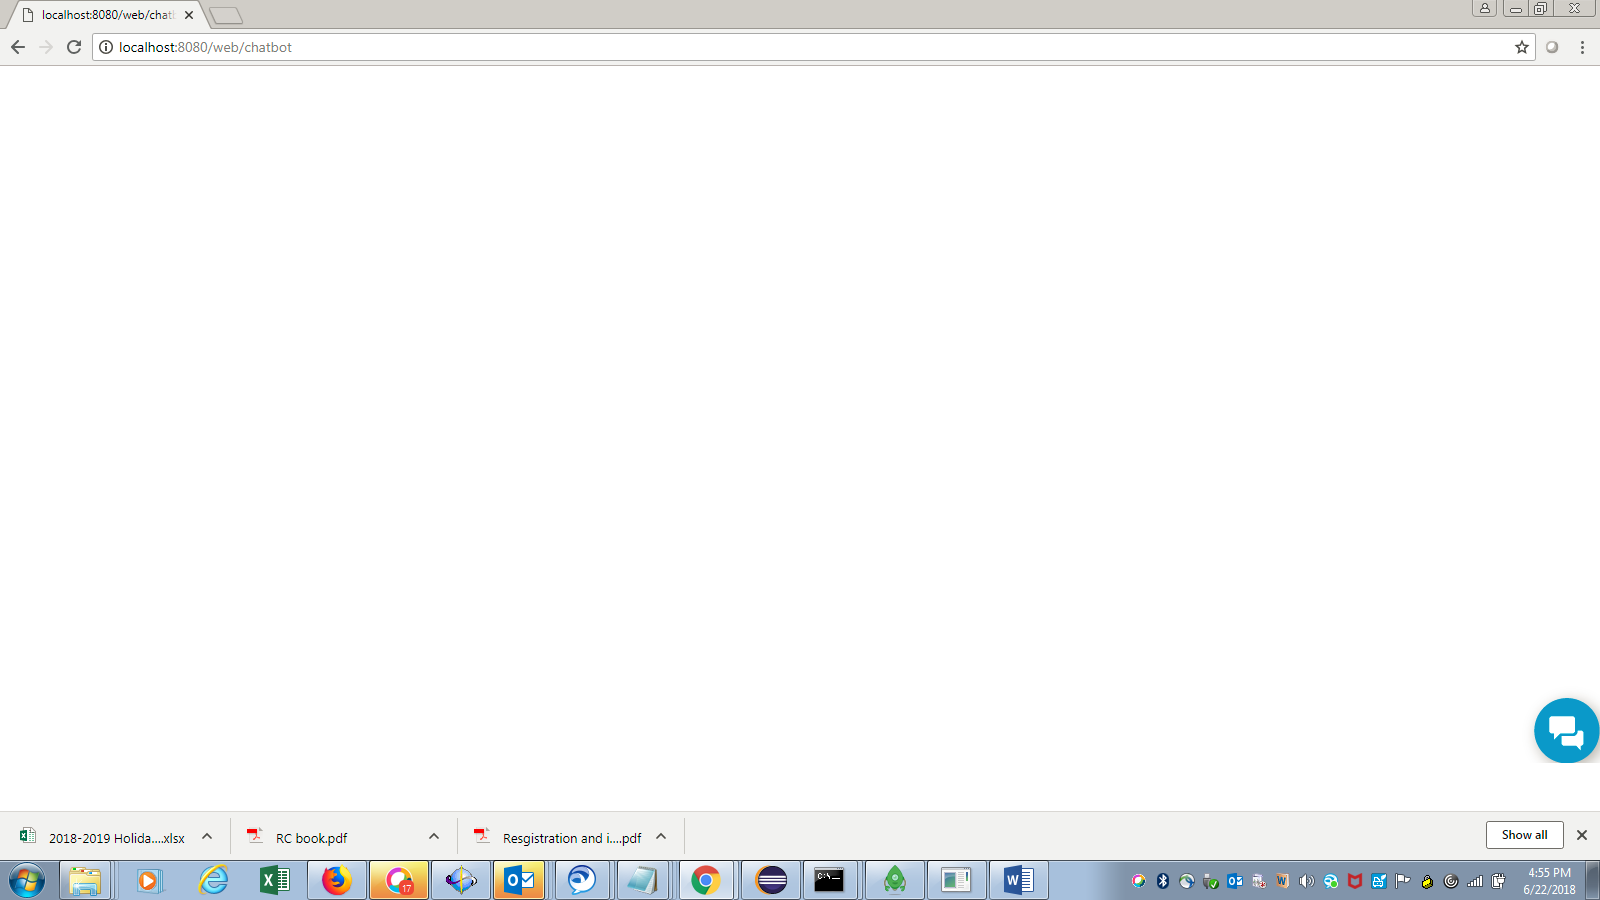 localhost:8080/web/chat
localhost:8080/web/chatbot
2018-2019 Holida....xlsx
RC book.pdf
Resgistration and i....pdf
Show all
17
C:\
4:55 PM
6/22/2018